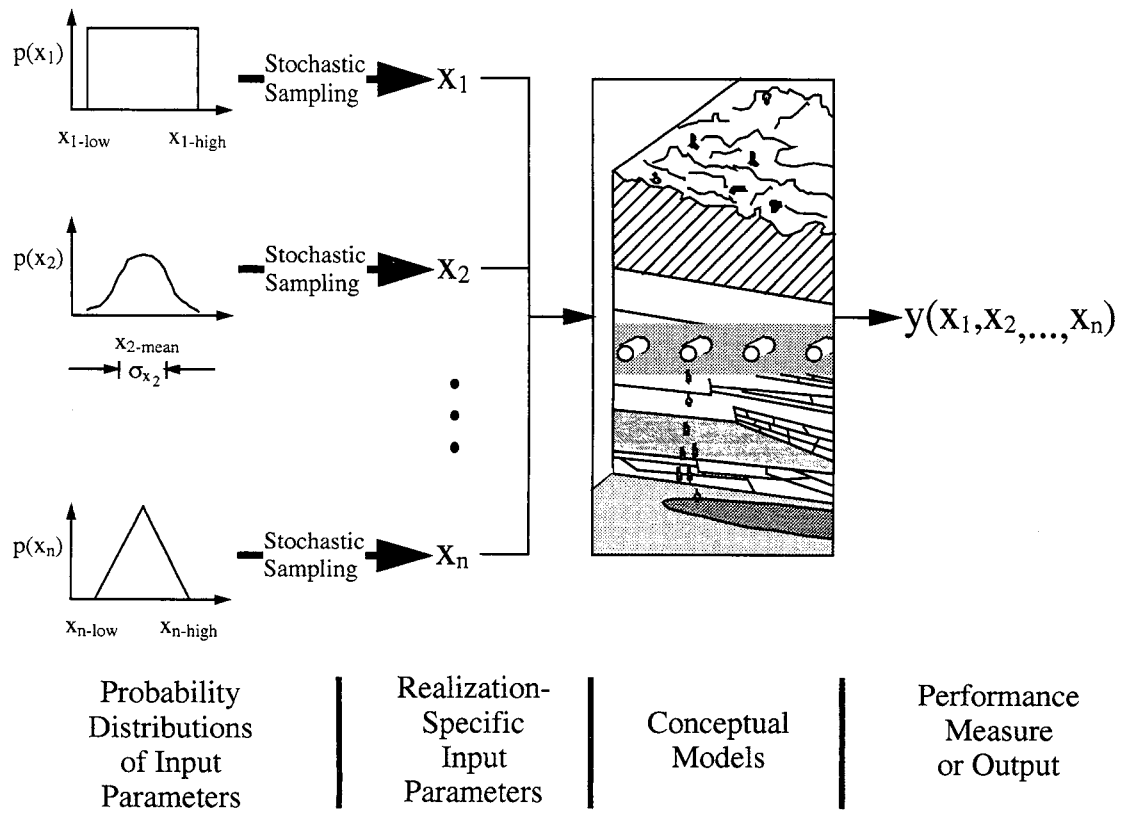 p(x1)
x1-low
x1-high
Stochastic
Sampling
x1
p(x2)
x2-mean
σx2
Stochastic
Sampling
x2
y(x1,x2,...,xn)
p(xn)
xn-low
xn-high
Stochastic
Sampling
xn
Probability
Distributions
of Input
Parameters
Realization-
Specific
Input
Parameters
Conceptual
Models
Performance
Measure
or Output